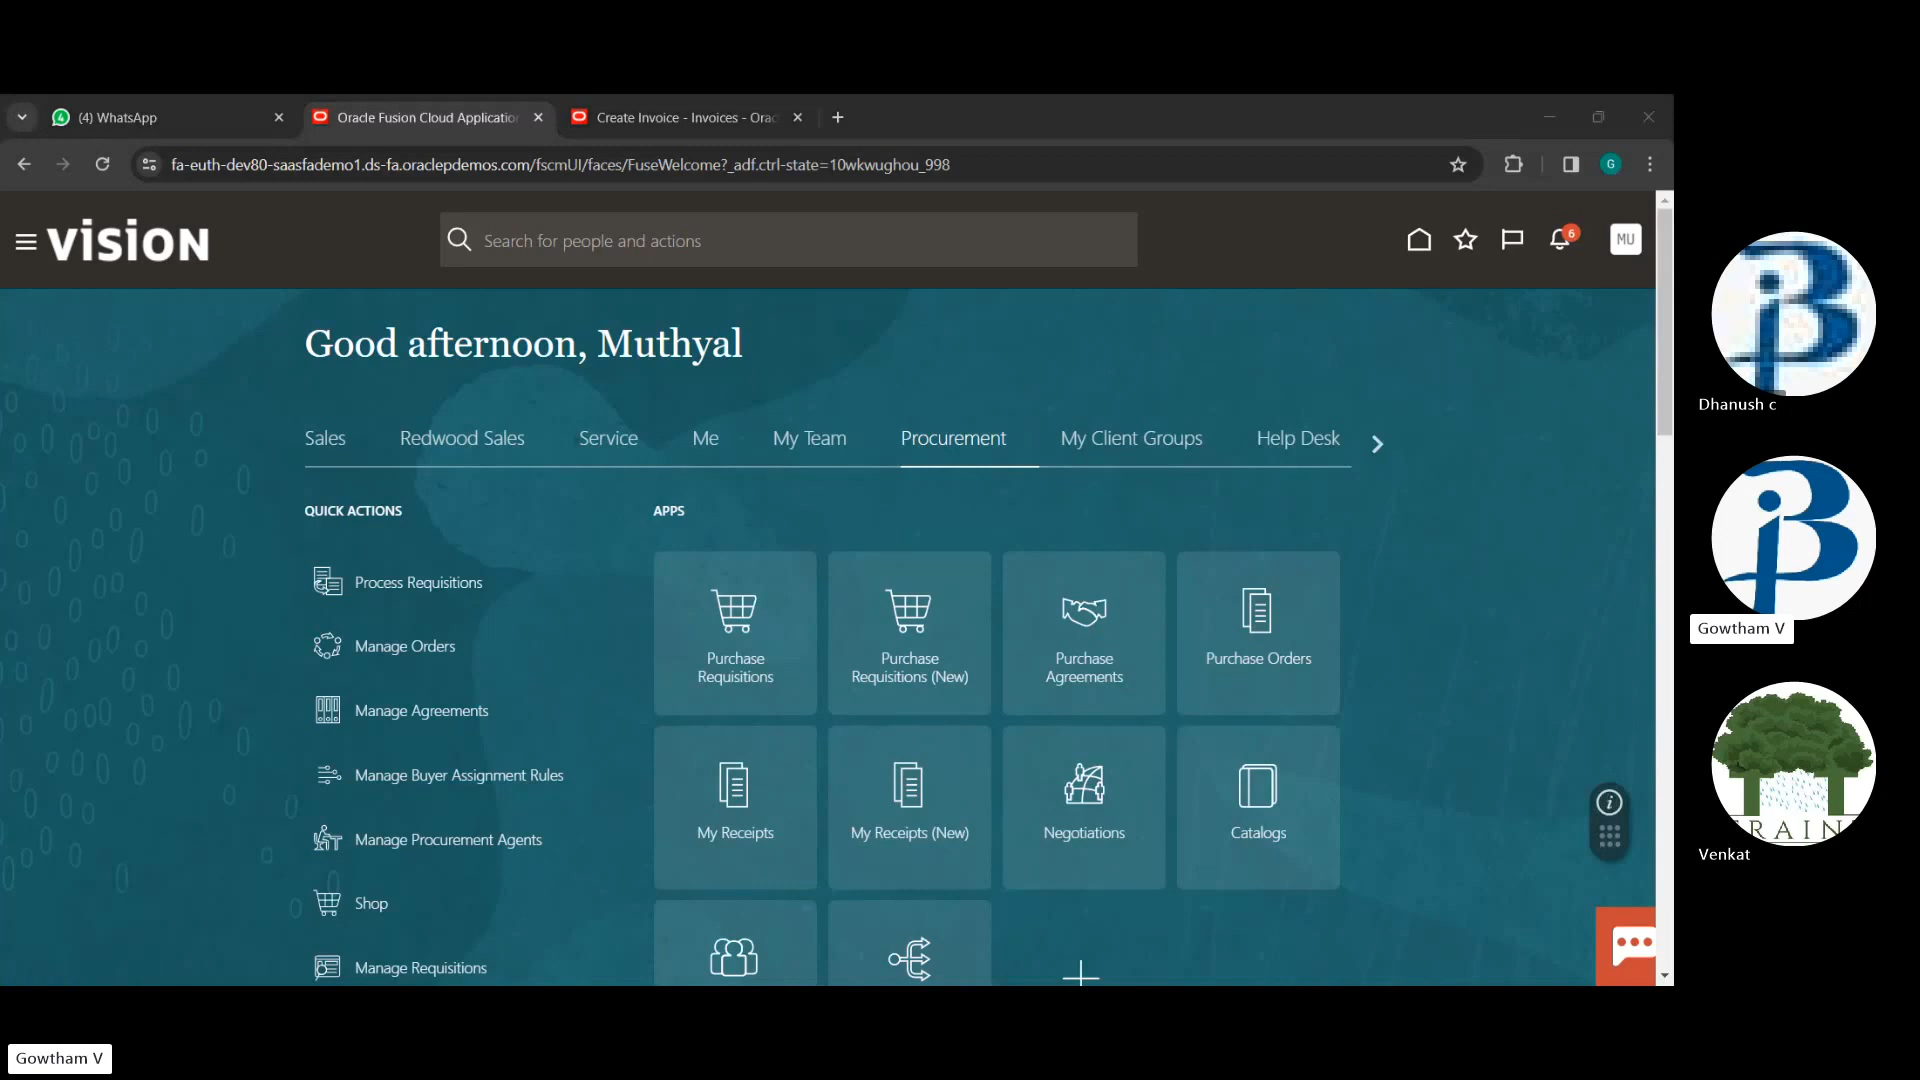 (4) WhatsApp
Oracle Fusion Cloud Applicatio
Create Invoice - Invoices - Orac
fa-euth-dev80-saasfademo1.ds-fa.oraclepdemos.com/fscmUI/faces/FuseWelcome?_adf.ctrl-state=10wkwughou_998
G
vision
Search for people and actions
6
MU
Good afternoon, Muthyal
Sales
Redwood Sales
Service
Me
My Team
Procurement
My Client Groups
Help Desk
QUICK ACTIONS
APPS
Process Requisitions
Manage Orders
Manage Agreements
Manage Buyer Assignment Rules
Manage Procurement Agents
Shop
Manage Requisitions
Purchase
Requisitions
Purchase
Requisitions (New)
Purchase
Agreements
Purchase Orders
My Receipts
My Receipts (New)
Negotiations
Catalogs
Dhanush c
Gowtham V
RAIN
Venkat
Gowtham V